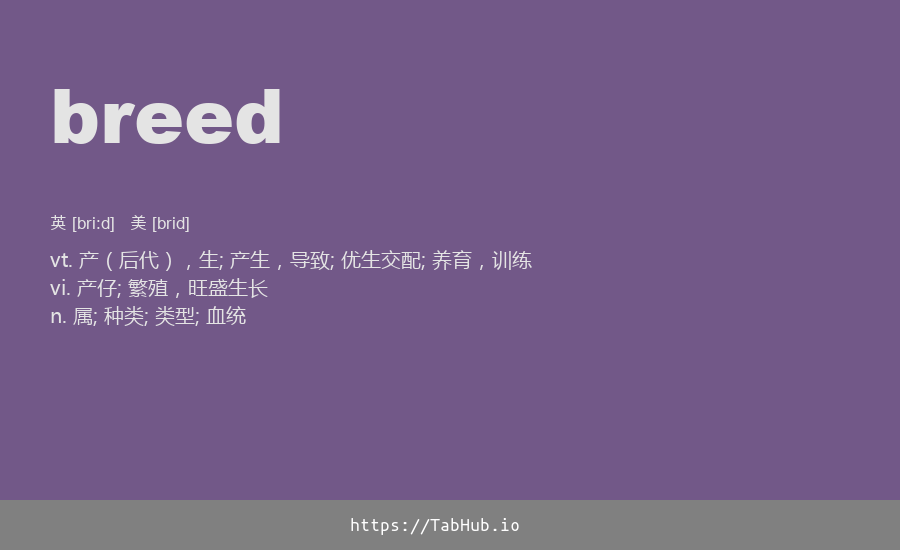 breed
英 [briːd] 美 [brid]
vt. 产（后代），生; 产生，导致; 优生交配; 养育，训练
vi. 产仔; 繁殖，旺盛生长
n. 属; 种类; 类型; 血统
https://TabHub.io